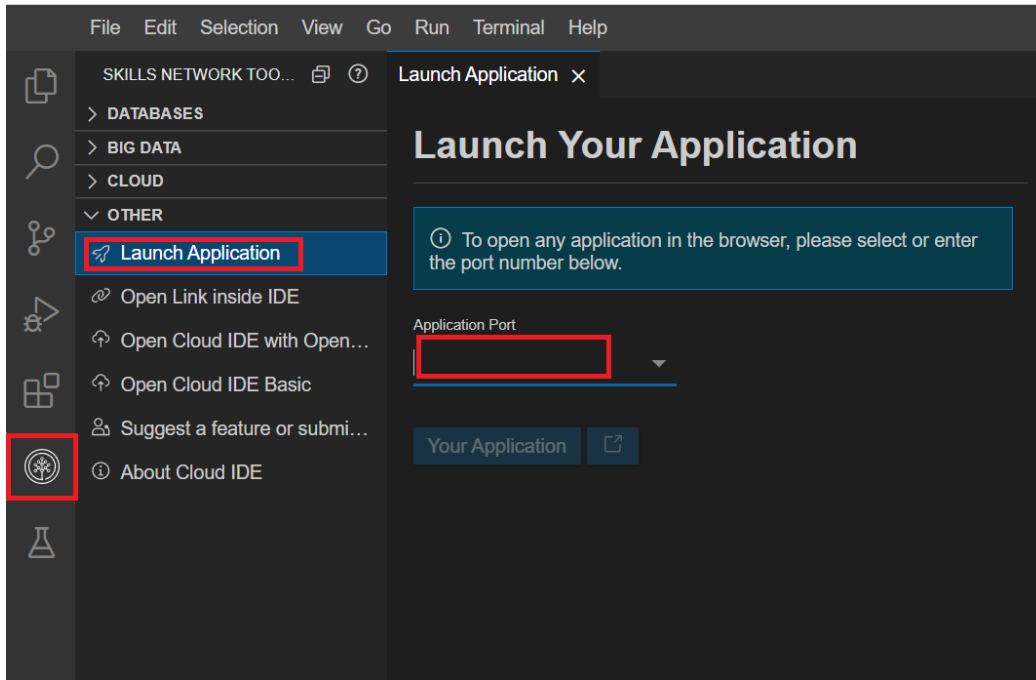 File Edit Selection View Go Run Terminal Help
SKILLS NETWORK TOO...
Launch Application
DATABASES
BIG DATA
CLOUD
OTHER
Launch Application
Open Link inside IDE
Open Cloud IDE with Open...
Open Cloud IDE Basic
Suggest a feature or submi...
About Cloud IDE
Launch Your Application
To open any application in the browser, please select or enter
the port number below.
Application Port
Your Application